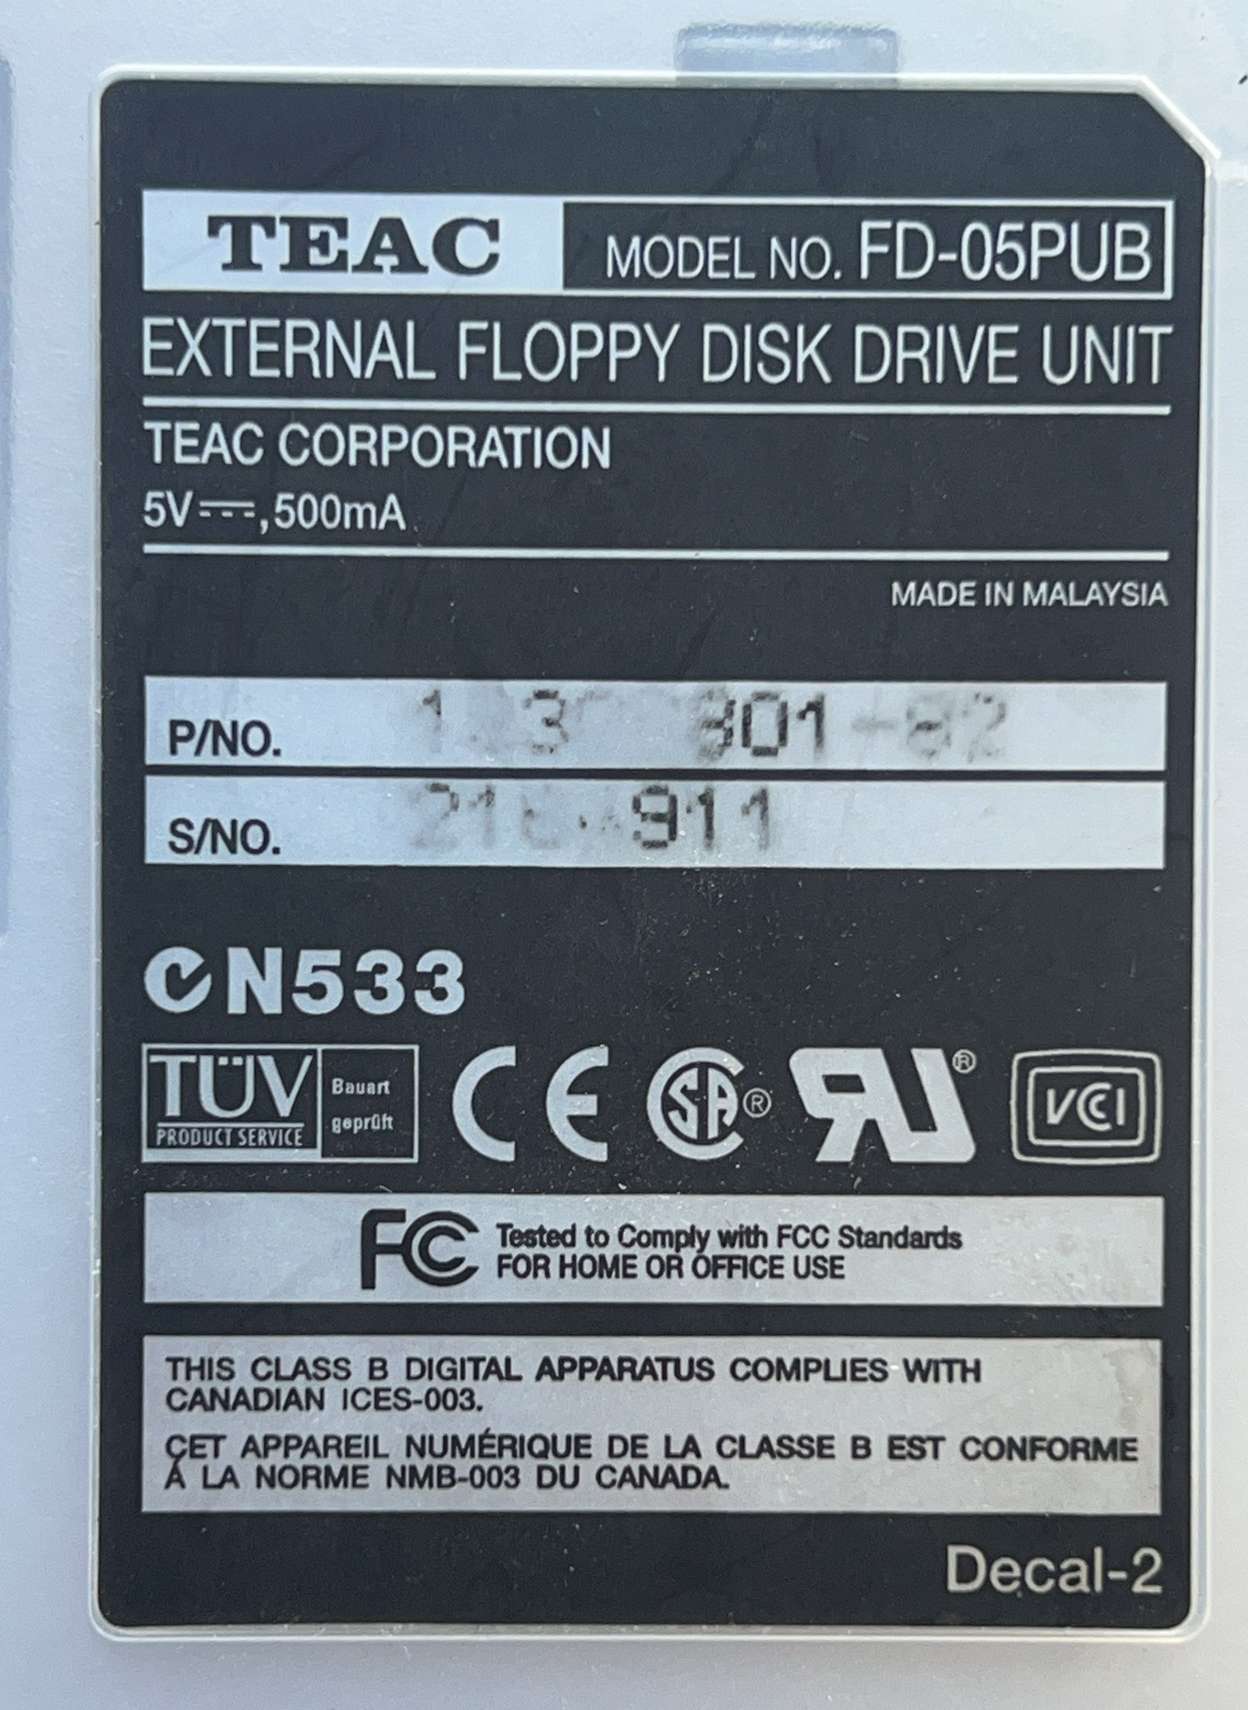 TEAC MODEL NO. FD-05PUB
EXTERNAL FLOPPY DISK DRIVE UNIT
TEAC CORPORATION
5V⎓,500mA
MADE IN MALAYSIA
P/NO.
S/NO.
N533
TÜV PRODUCT SERVICE Bauart geprüft CE SA® RU® VCI
FC Tested to Comply with FCC Standards
FOR HOME OR OFFICE USE
THIS CLASS B DIGITAL APPARATUS COMPLIES WITH
CANADIAN ICES-003.
CET APPAREIL NUMÉRIQUE DE LA CLASSE B EST CONFORME
À LA NORME NMB-003 DU CANADA.
Decal-2